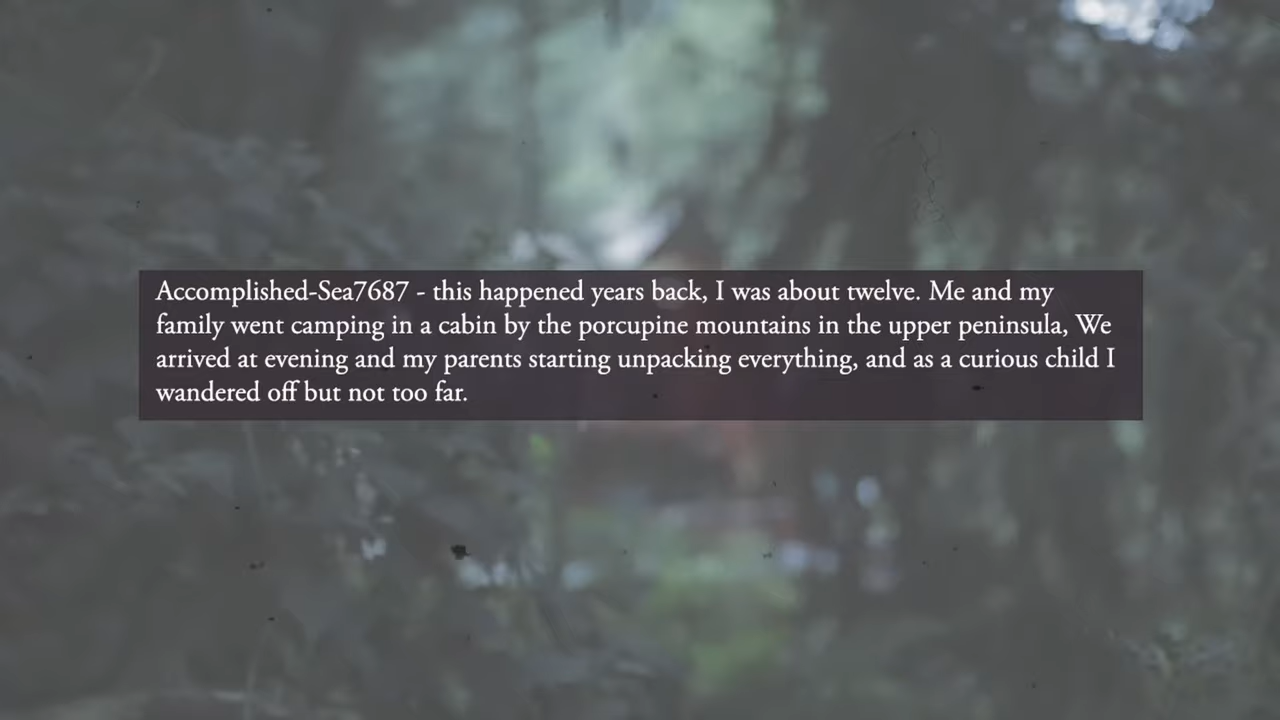 Accomplished-Sea7687 - this happened years back, I was about twelve. Me and my
family went camping in a cabin by the porcupine mountains in the upper peninsula, We
arrived at evening and my parents starting unpacking everything, and as a curious child I
wandered off but not too far.